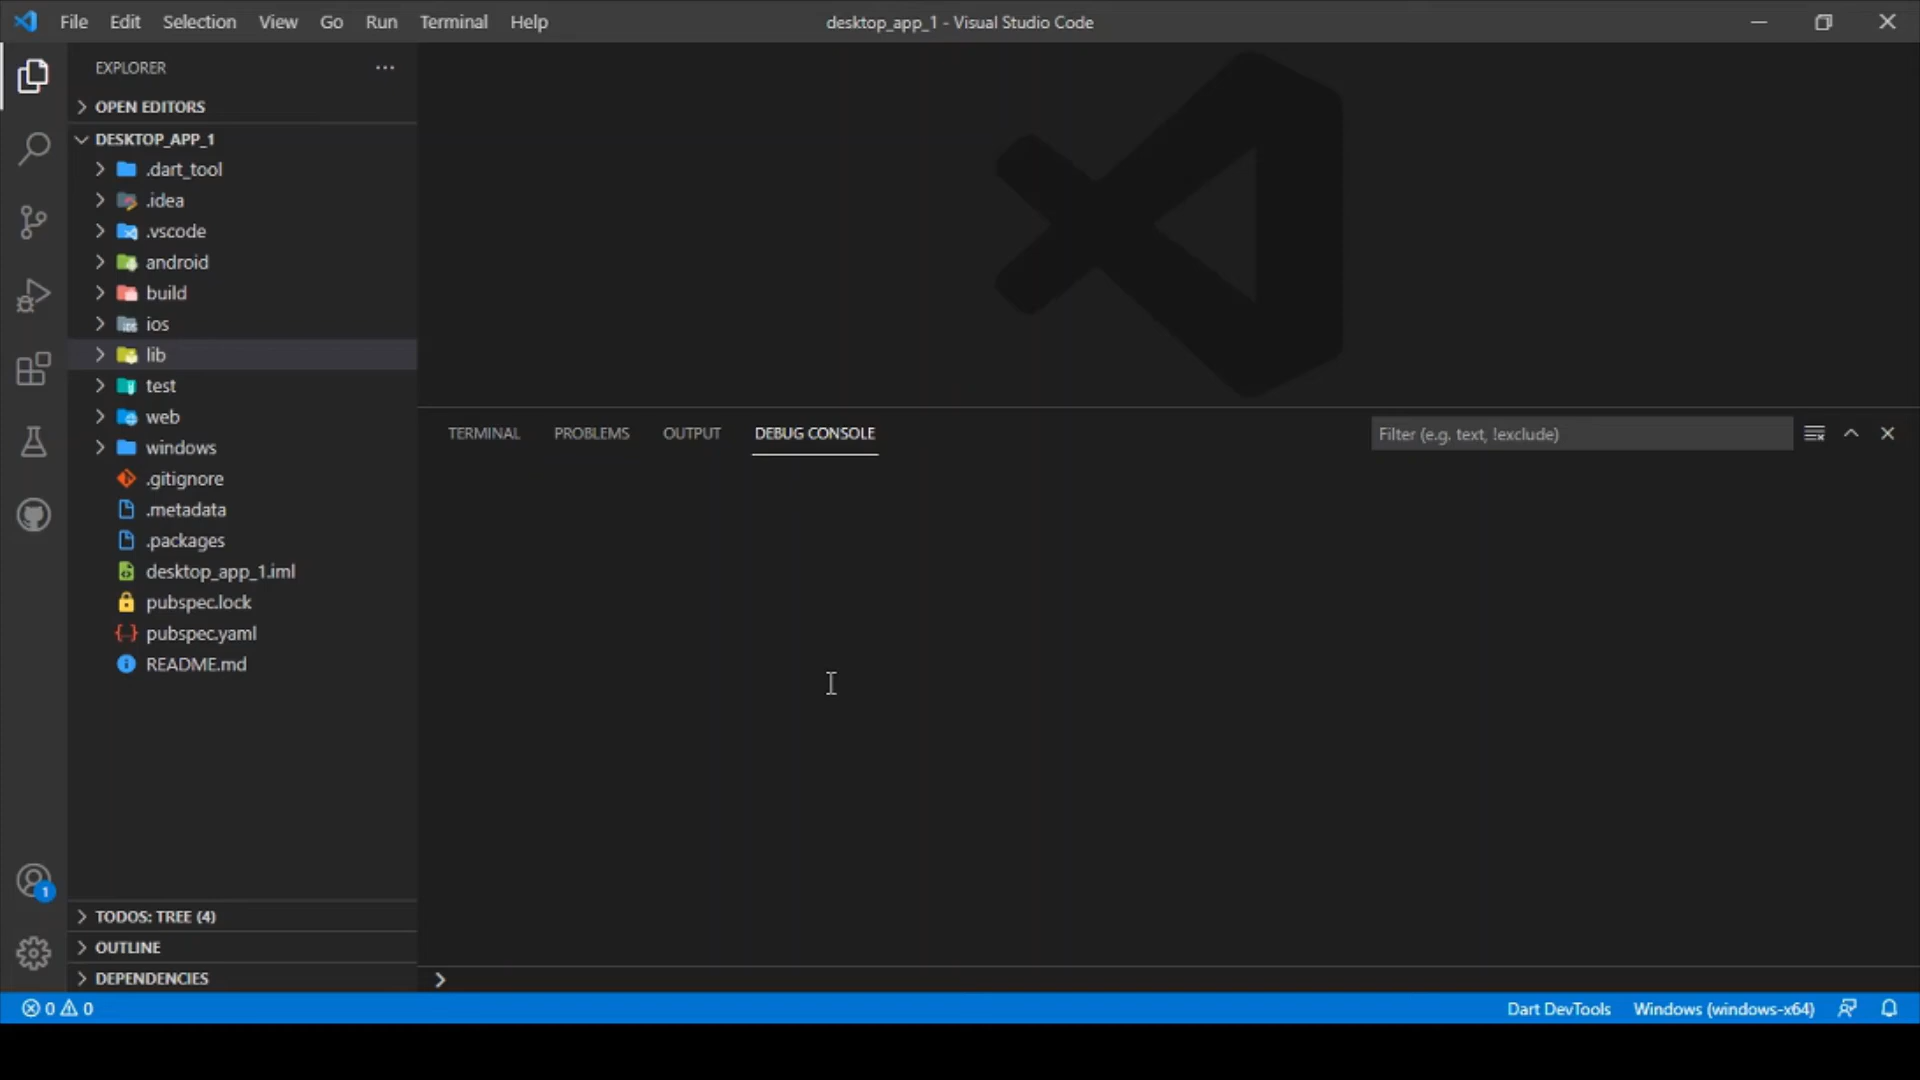 File Edit Selection View Go Run Terminal Help desktop_app_1 - Visual Studio Code
EXPLORER
OPEN EDITORS
DESKTOP_APP_1
.dart_tool
.idea
.vscode
android
build
ios
lib
test
web
windows
.gitignore
.metadata
.packages
desktop_app_1.iml
pubspec.lock
pubspec.yaml
README.md
TODOS: TREE (4)
OUTLINE
DEPENDENCIES
TERMINAL PROBLEMS OUTPUT DEBUG CONSOLE Filter (e.g. text, !exclude)
1
0 0 Dart DevTools Windows (windows-x64)